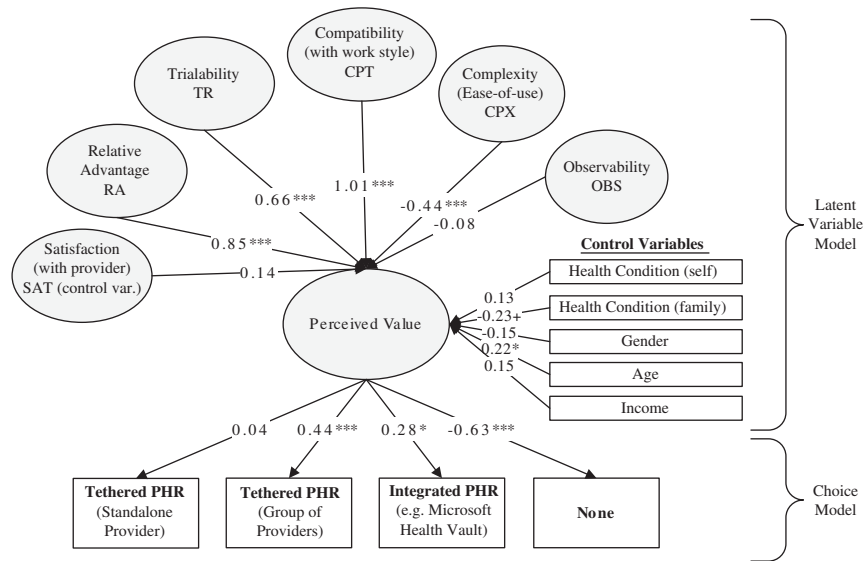 Compatibility
(with work style)
CPT
Trialability
TR
Complexity
(Ease-of-use)
CPX
Relative
Advantage
RA
Observability
OBS
Satisfaction
(with provider)
SAT (control var.)
0.66***
1.01***
-0.44***
-0.08
0.85***
0.14
Perceived Value
Control Variables
Health Condition (self)
Health Condition (family)
Gender
Age
Income
0.13
-0.23+
-0.15
0.22*
0.15
Latent
Variable
Model
0.04
0.44***
0.28*
-0.63***
Tethered PHR
(Standalone
Provider)
Tethered PHR
(Group of
Providers)
Integrated PHR
(e.g. Microsoft
Health Vault)
None
Choice
Model